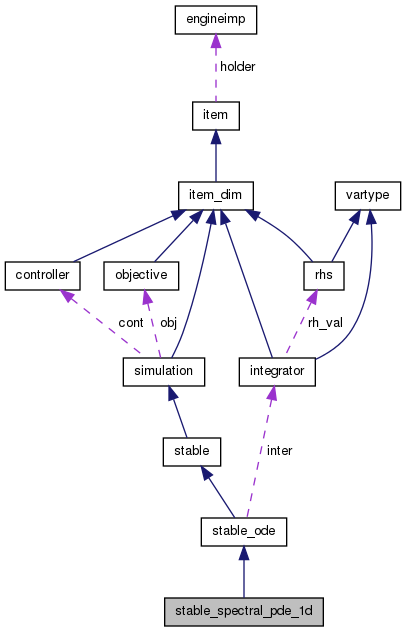 engineimp
holder
item
item_dim
vartype
controller
objective
rhs
cont
obj
rh_val
simulation
integrator
stable
inter
stable_ode
stable_spectral_pde_1d